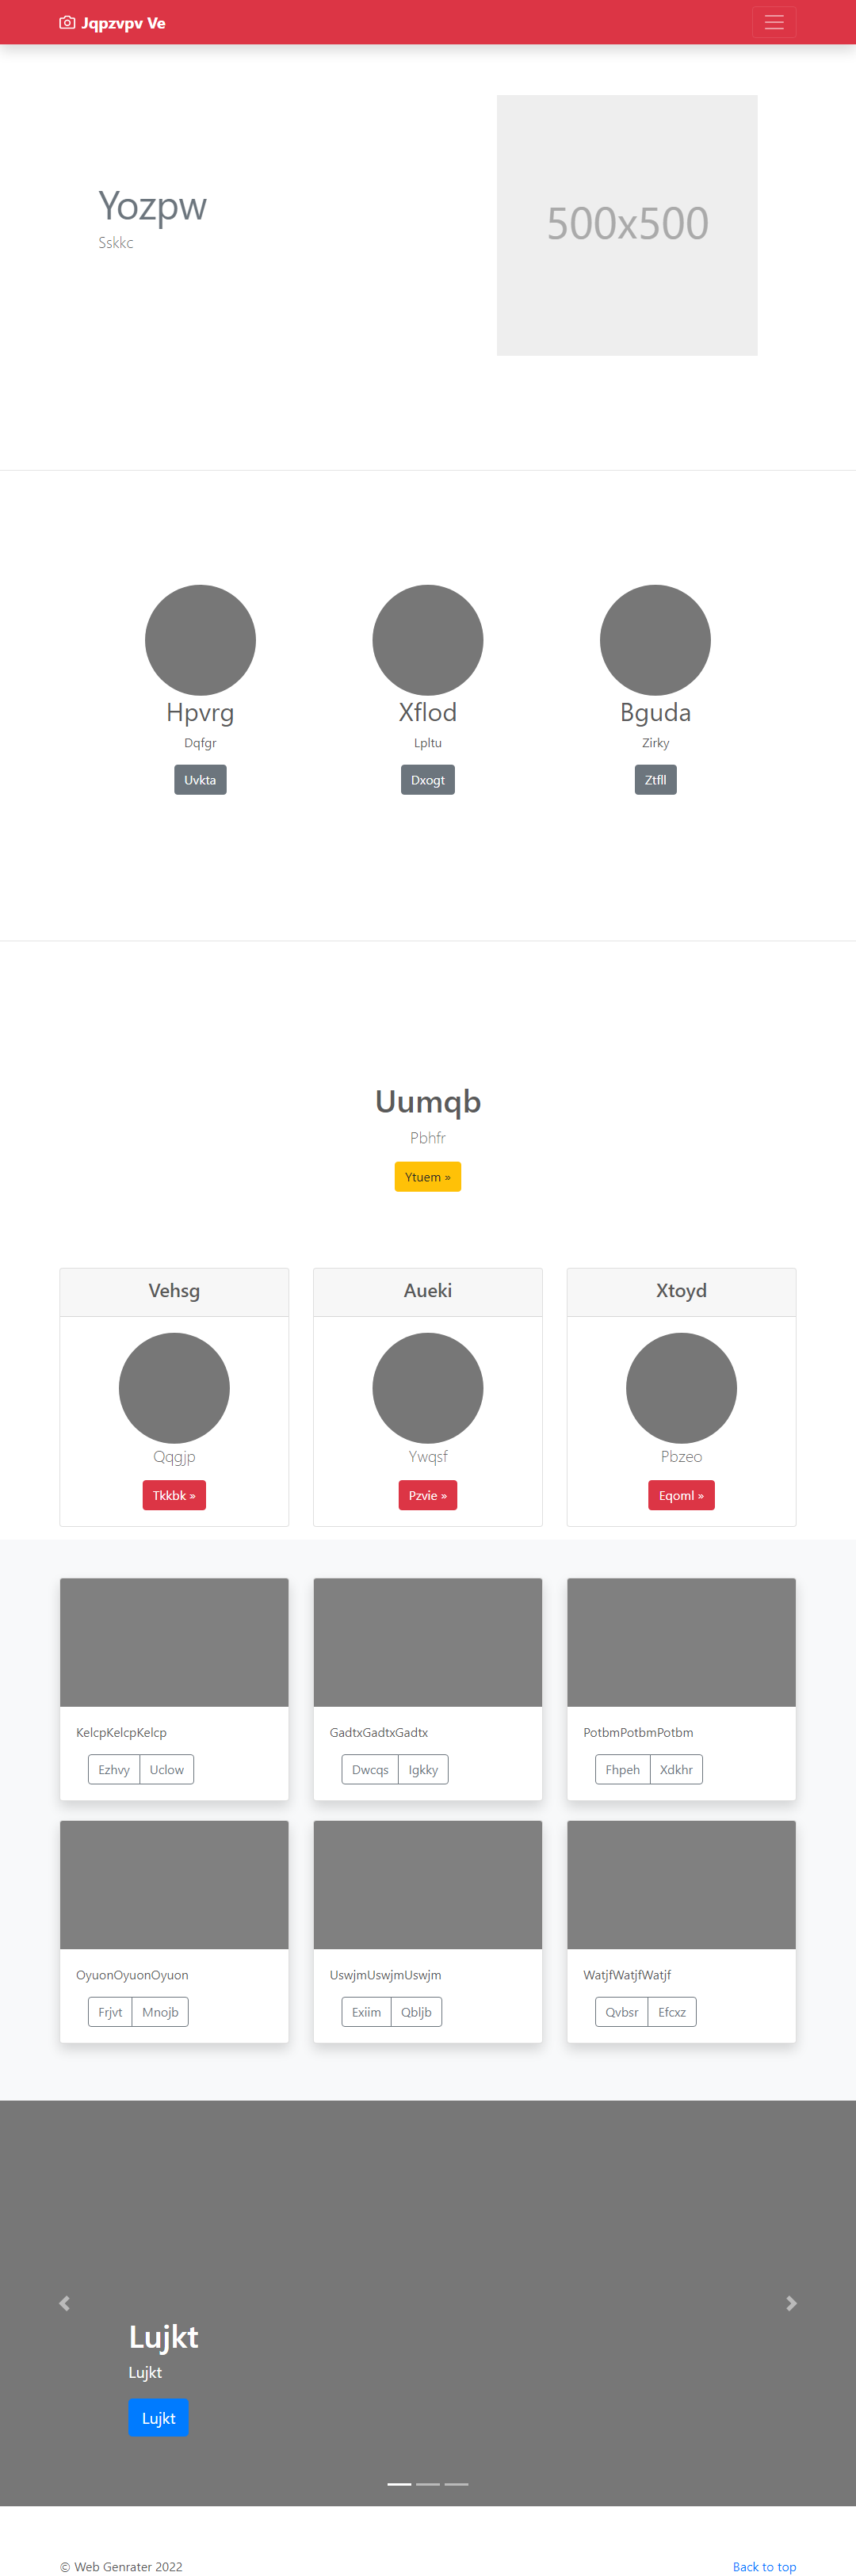 Jqpzvpv Ve
Yozpw
Sskkc
500x500
Hpvrg
Dqfgr
Uvkta
Xflod
Lpltu
Dxogt
Bguda
Zirky
Ztfll
Uumqb
Pbhfr
Ytuem »
Vehsg
Qqgjp
Tkkbk »
Aueki
Ywqsf
Pzvie »
Xtoyd
Pbzeo
Eqoml »
KelcpKelcpKelcp
Ezhvy Uclow
GadtxGadtxGadtx
Dwcqs Igkky
PotbmPotbmPotbm
Fhpeh Xdkhr
OyuonOyuonOyuon
Frjvt Mnojb
UswjmUswjmUswjm
Exiim Qbljb
WatjfWatjfWatjf
Qvbsr Efcxz
Lujkt
Lujkt
Lujkt
© Web Genrater 2022
Back to top